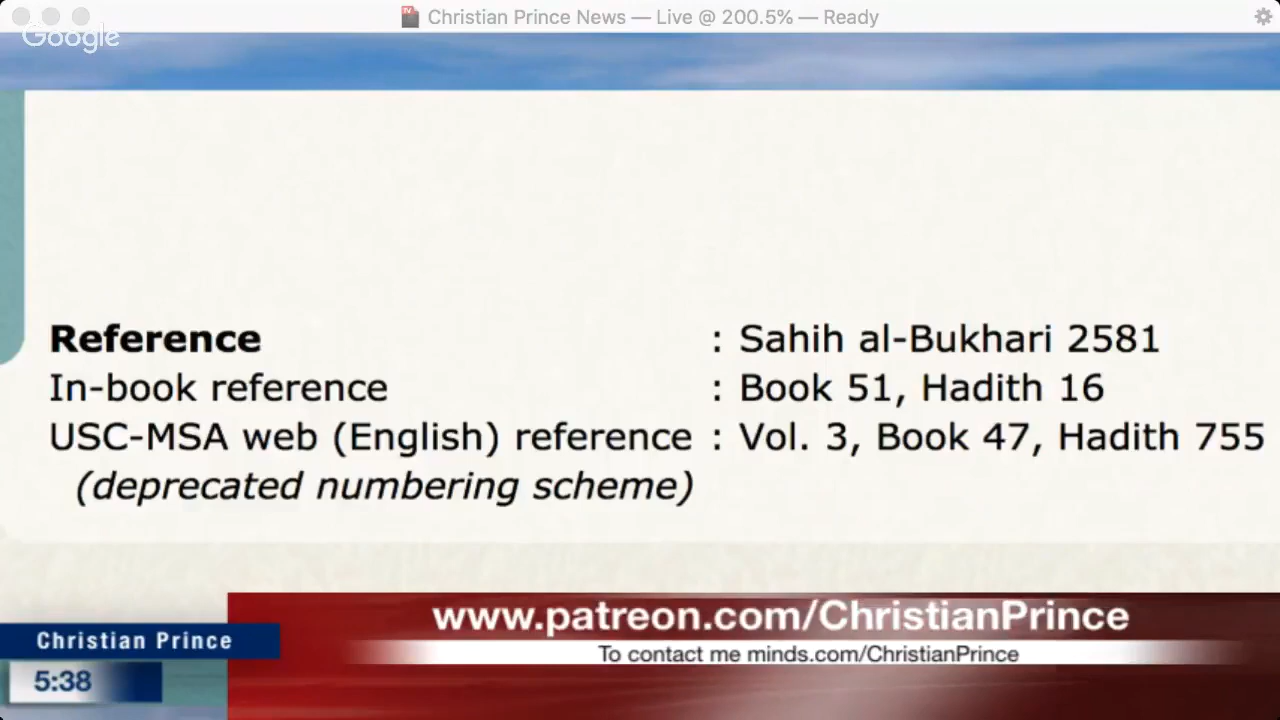 Christian Prince News — Live @ 200.5% — Ready
Google
Reference : Sahih al-Bukhari 2581
In-book reference : Book 51, Hadith 16
USC-MSA web (English) reference : Vol. 3, Book 47, Hadith 755
(deprecated numbering scheme)
www.patreon.com/ChristianPrince
Christian Prince
To contact me minds.com/ChristianPrince
5:38